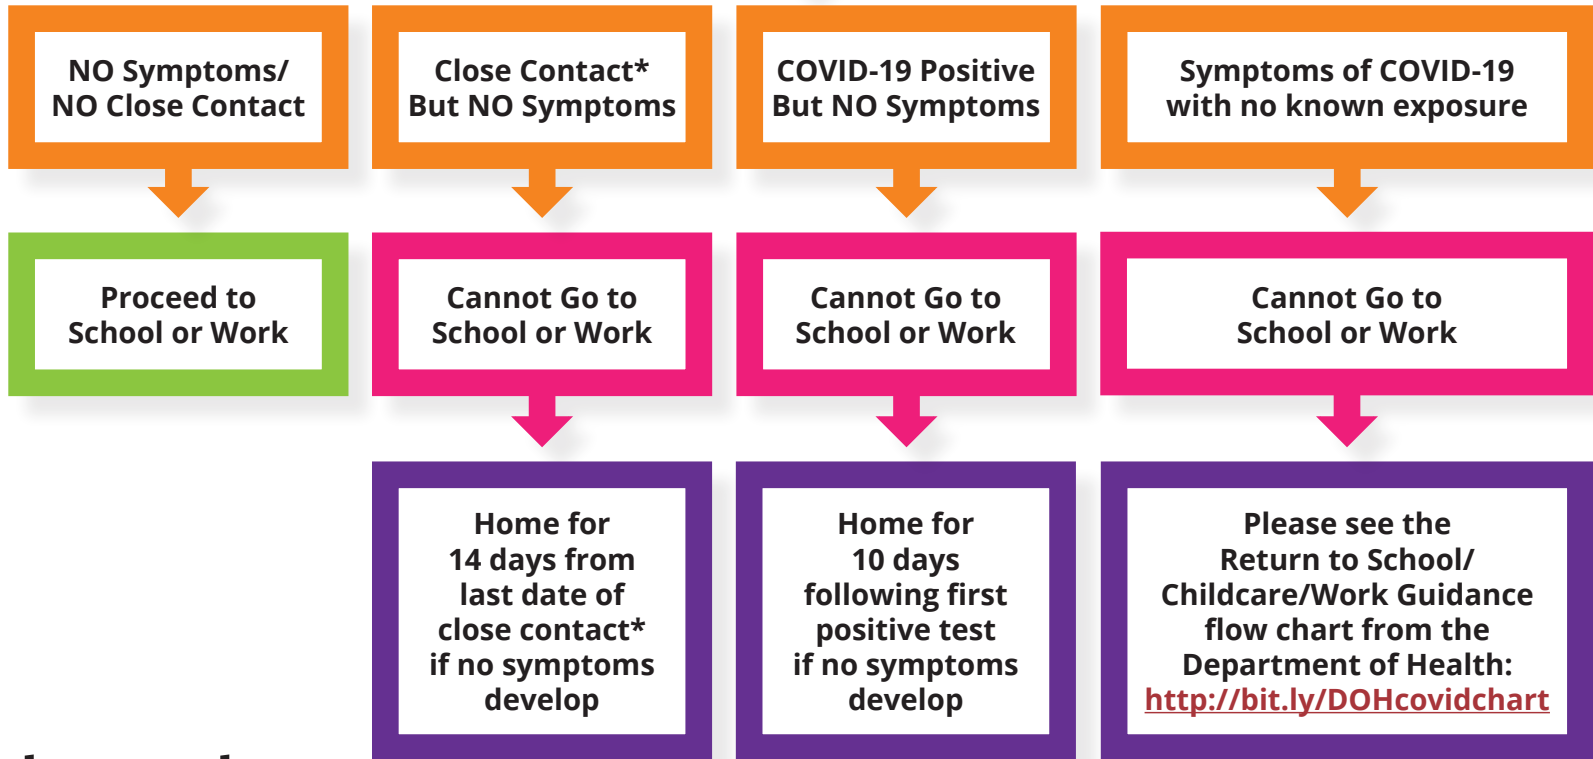 NO Symptoms/
NO Close Contact
Close Contact*
But NO Symptoms
COVID-19 Positive
But NO Symptoms
Symptoms of COVID-19
with no known exposure
Proceed to
School or Work
Cannot Go to
School or Work
Cannot Go to
School or Work
Cannot Go to
School or Work
Home for
14 days from
last date of
close contact*
if no symptoms
develop
Home for
10 days
following first
positive test
if no symptoms
develop
Please see the
Return to School/
Childcare/Work Guidance
flow chart from the
Department of Health:
http://bit.ly/DOHcovidchart